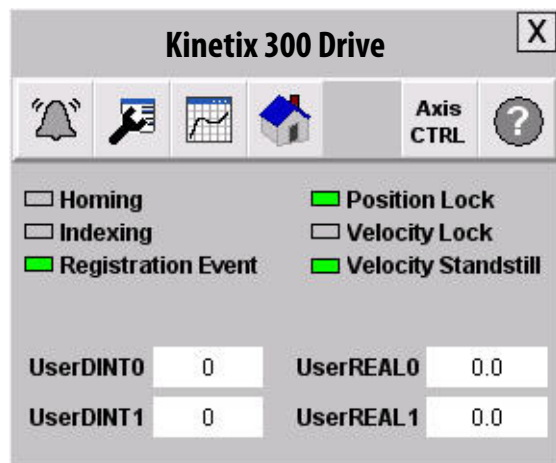 Kinetix 300 Drive
X
Axis
CTRL
?
Homing
Position Lock
Indexing
Velocity Lock
Registration Event
Velocity Standstill
UserDINT0 0 UserREAL0 0.0
UserDINT1 0 UserREAL1 0.0